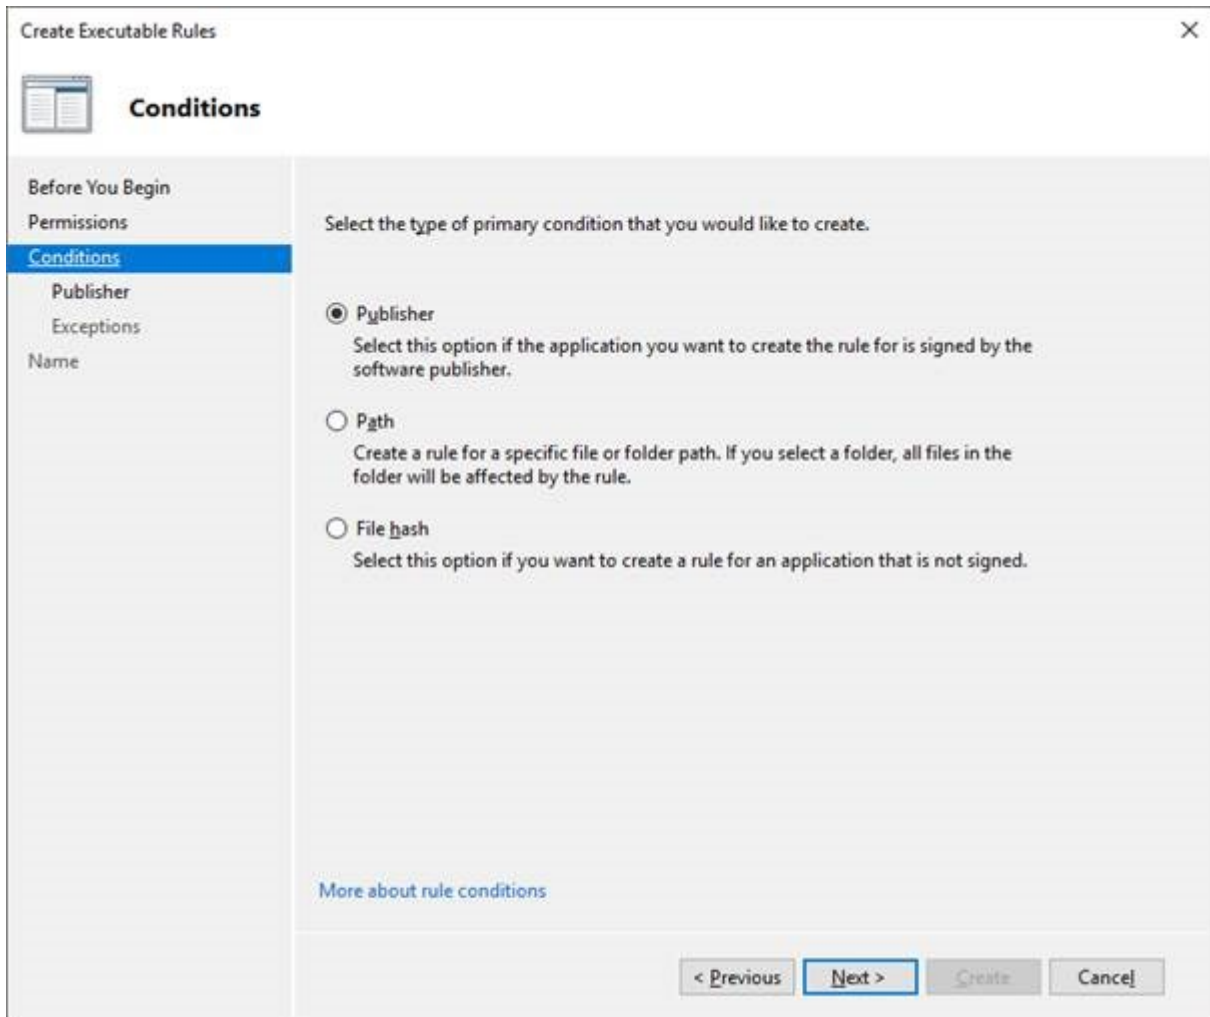 Create Executable Rules
Conditions
Before You Begin
Permissions
Conditions
Publisher
Exceptions
Name
Select the type of primary condition that you would like to create.
Publisher
Select this option if the application you want to create the rule for is signed by the
software publisher.
Path
Create a rule for a specific file or folder path. If you select a folder, all files in the
folder will be affected by the rule.
File hash
Select this option if you want to create a rule for an application that is not signed.
More about rule conditions
< Previous
Next >
Create
Cancel